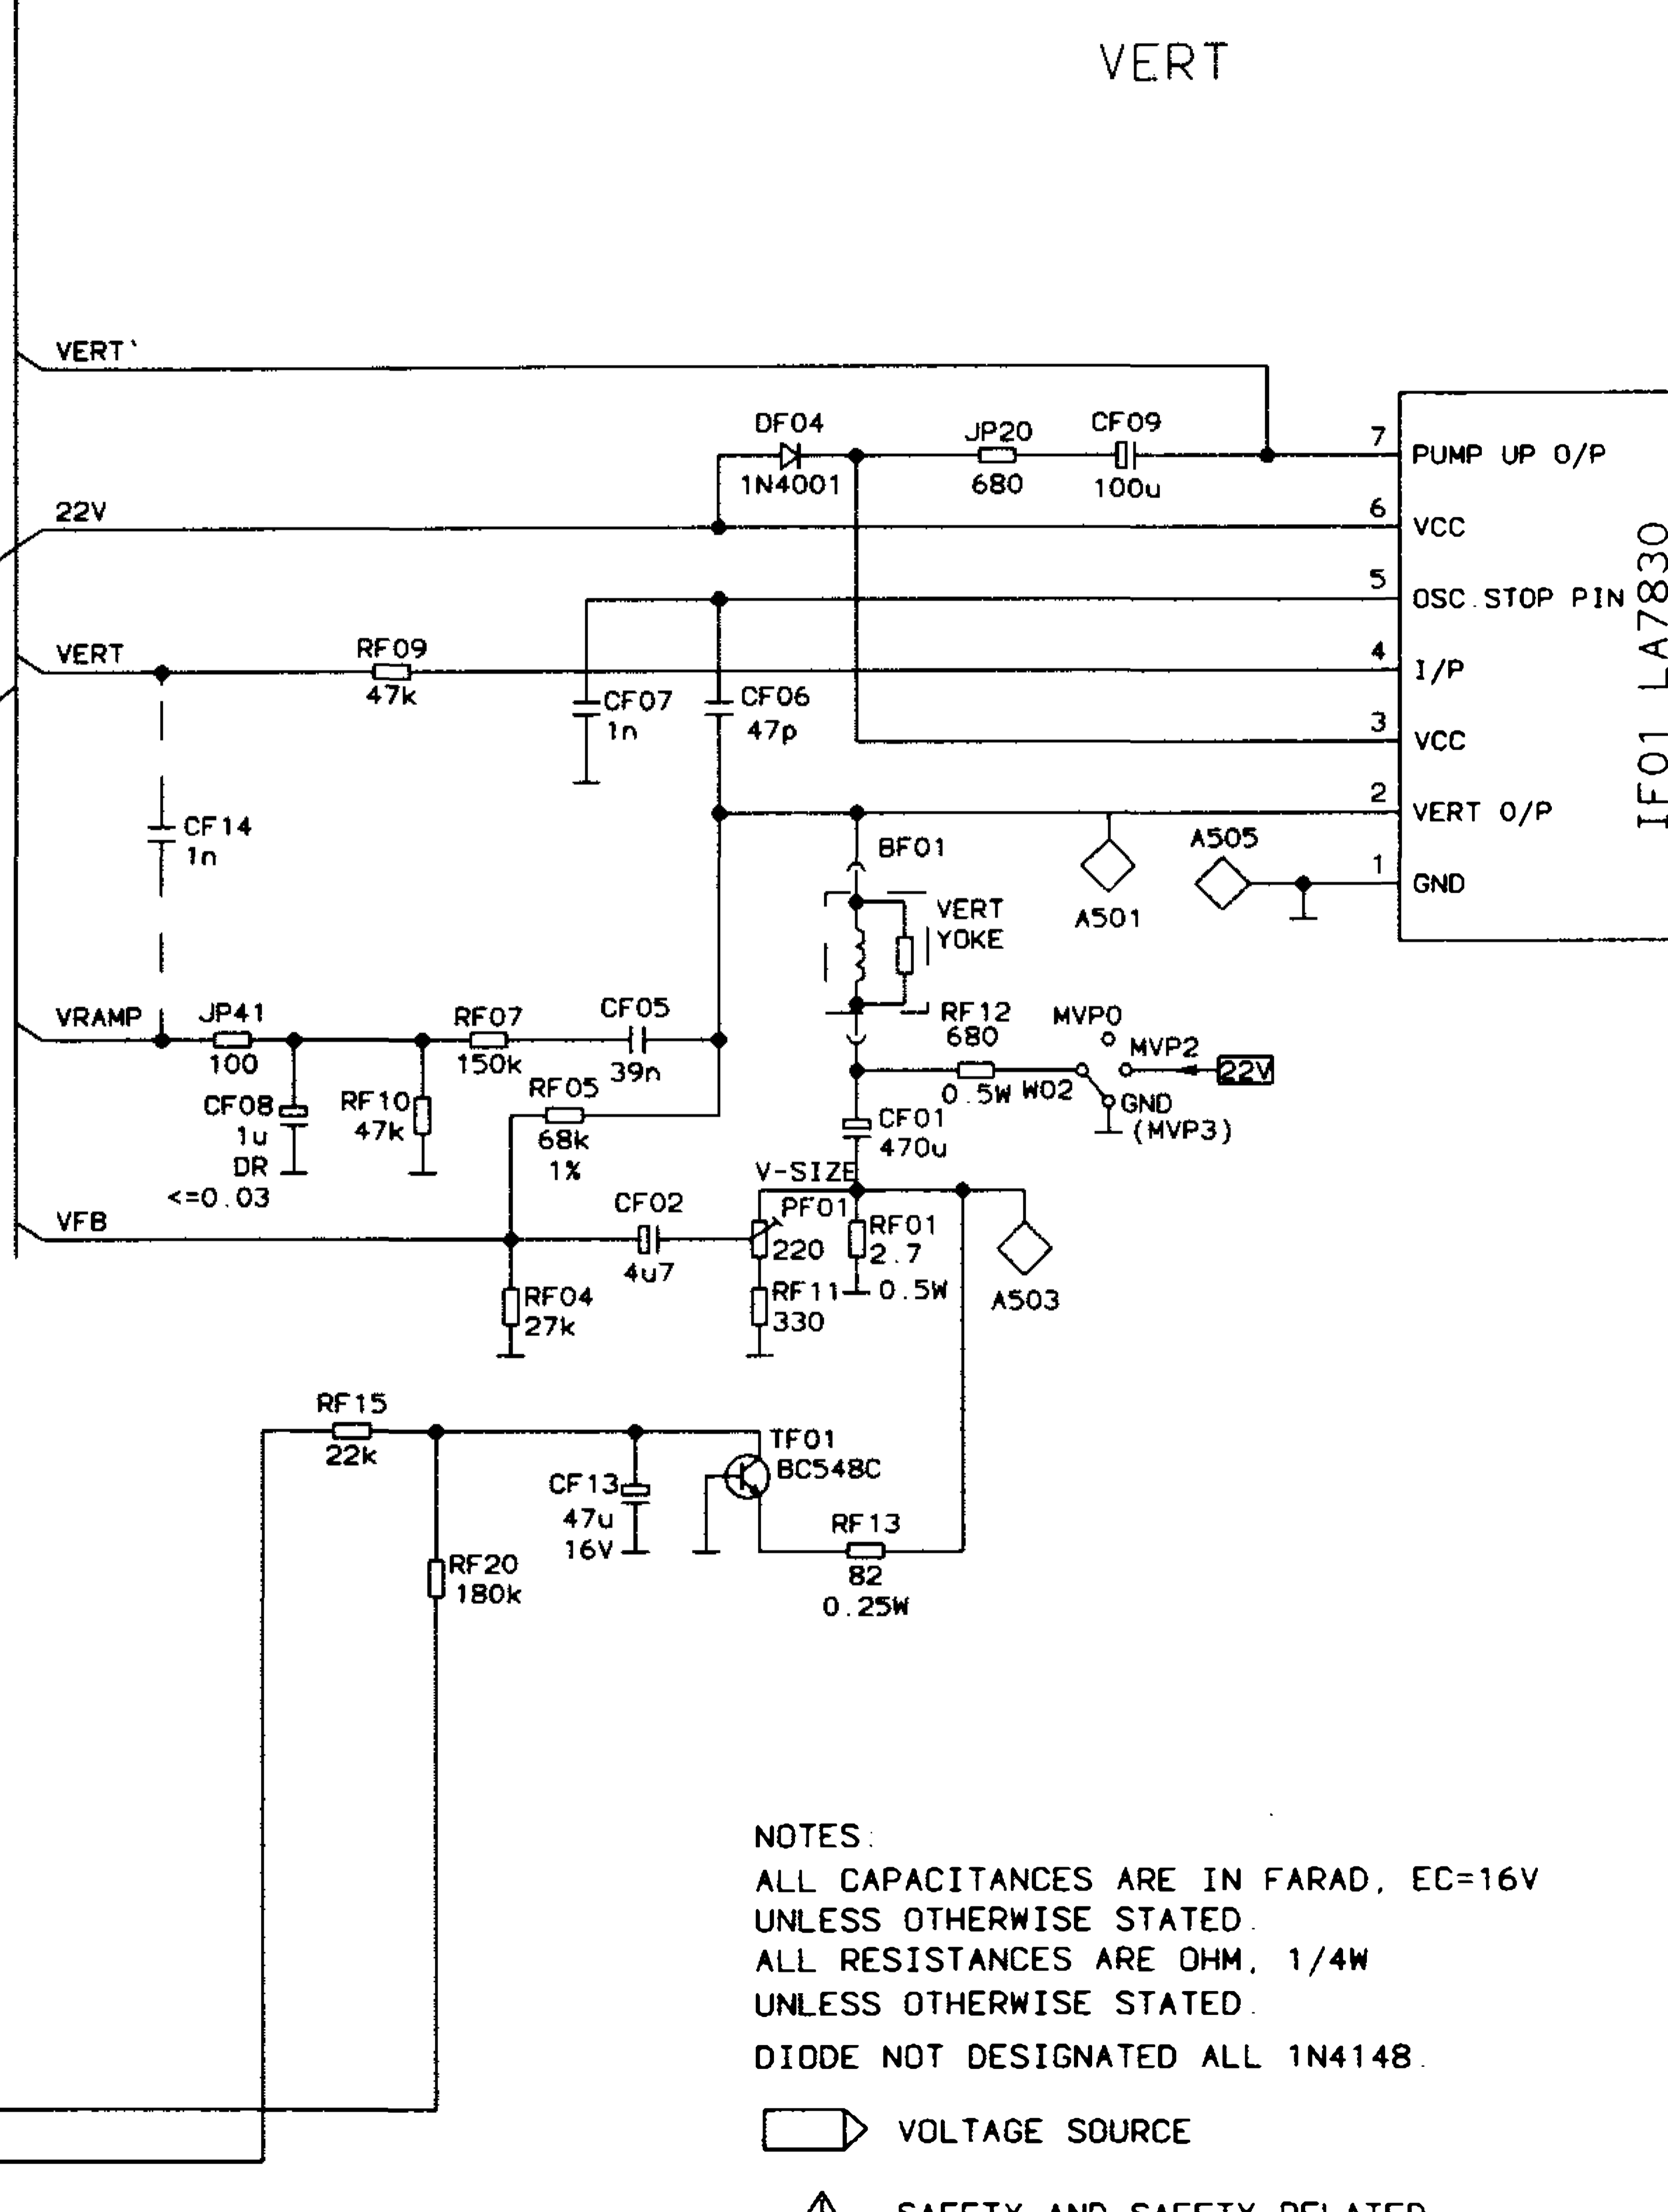 VERT
VERT`
DF04
1N4001
JP20
680
CF09
100u
7
PUMP UP O/P
22V
6
VCC
5
OSC.STOP PIN
VERT
RF09
47k
4
I/P
CF07
1n
CF06
47p
3
VCC
IF01 LA7830
2
VERT O/P
CF14
1n
BF01
A501
A505
1
GND
VERT
YOKE
VRAMP
JP41
100
RF07
150k
CF05
39n
RF12
680
0.5W
W02
MVP0
MVP2
22V
GND
(MVP3)
CF08
1u
DR
<=0.03
RF10
47k
RF05
68k
1%
CF01
470u
V-SIZE
VFB
CF02
4u7
PF01
220
RF01
2.7
0.5W
RF11
330
A503
RF04
27k
RF15
22k
TF01
BC548C
CF13
47u
16V
RF13
82
0.25W
RF20
180k
NOTES:
ALL CAPACITANCES ARE IN FARAD, EC=16V
UNLESS OTHERWISE STATED.
ALL RESISTANCES ARE OHM, 1/4W
UNLESS OTHERWISE STATED.
DIODE NOT DESIGNATED ALL 1N4148.
VOLTAGE SOURCE
SAFETY AND SAFETY RELATED